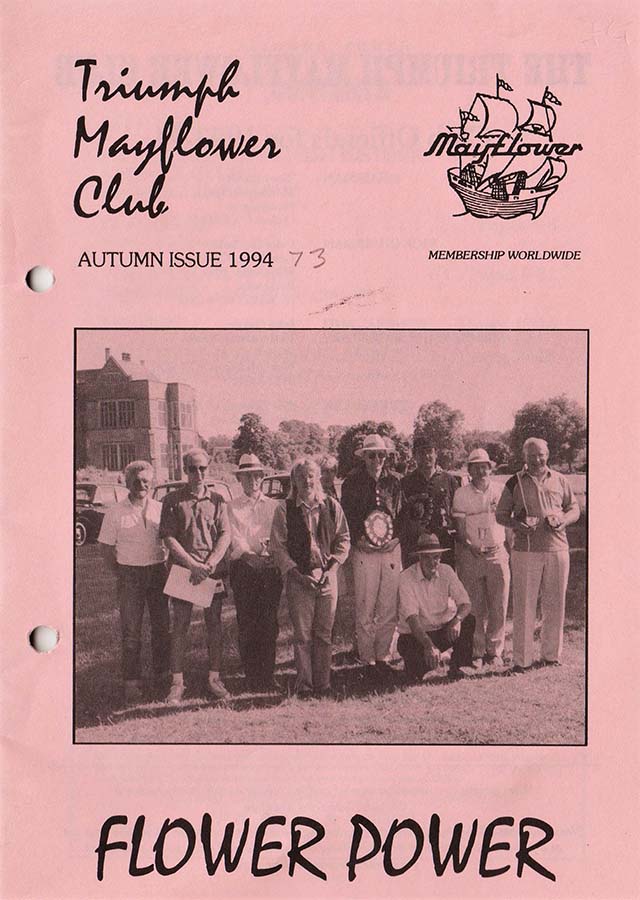 Triumph
Mayflower
Club
Mayflower
AUTUMN ISSUE 1994 73
MEMBERSHIP WORLDWIDE
FLOWER POWER